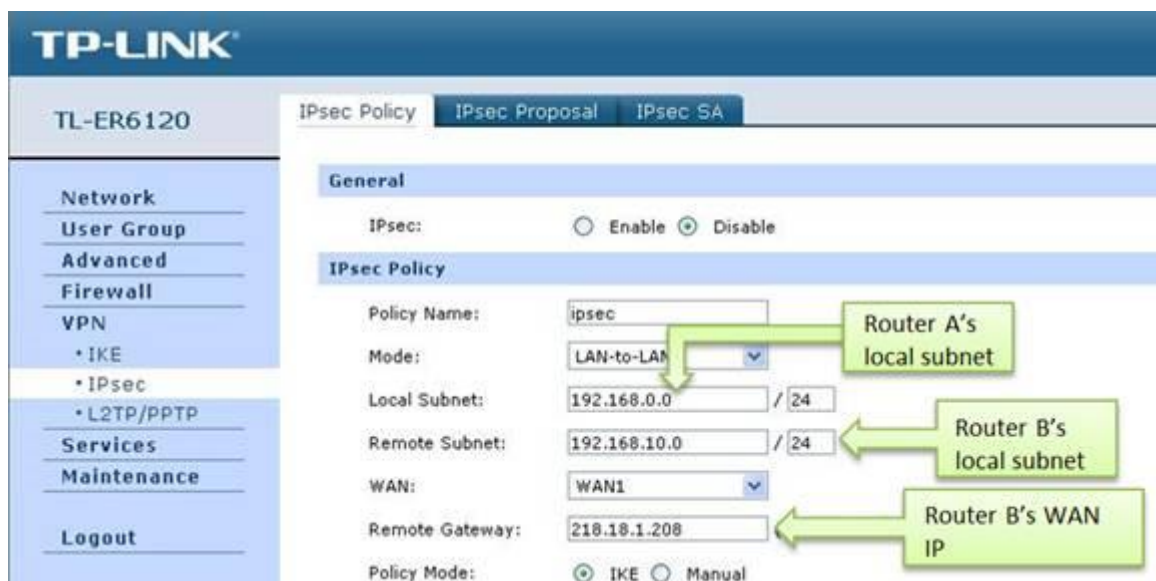 TP-LINK
TL-ER6120
IPsec Policy IPsec Proposal IPsec SA
Network
User Group
Advanced
Firewall
VPN
• IKE
• IPsec
• L2TP/PPTP
Services
Maintenance
Logout
General
IPsec: Enable Disable
IPsec Policy
Policy Name: ipsec
Mode: LAN-to-LAN
Local Subnet: 192.168.0.0 / 24
Remote Subnet: 192.168.10.0 / 24
WAN: WAN1
Remote Gateway: 218.18.1.208
Policy Mode: IKE Manual
Router A's
local subnet
Router B's
local subnet
Router B's WAN
IP